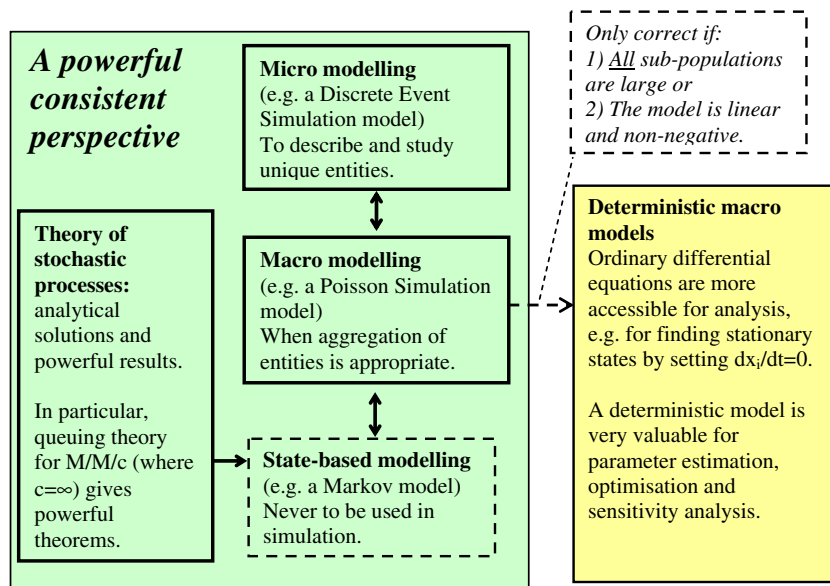 A powerful
consistent
perspective
Micro modelling
(e.g. a Discrete Event
Simulation model)
To describe and study
unique entities.
Only correct if:
1) All sub-populations
are large or
2) The model is linear
and non-negative.
Theory of
stochastic
processes:
analytical
solutions and
powerful results.
In particular,
queuing theory
for M/M/c (where
c=∞) gives
powerful
theorems.
Macro modelling
(e.g. a Poisson Simulation
model)
When aggregation of
entities is appropriate.
State-based modelling
(e.g. a Markov model)
Never to be used in
simulation.
Deterministic macro
models
Ordinary differential
equations are more
accessible for analysis,
e.g. for finding stationary
states by setting dxᵢ/dt=0.
A deterministic model is
very valuable for
parameter estimation,
optimisation and
sensitivity analysis.